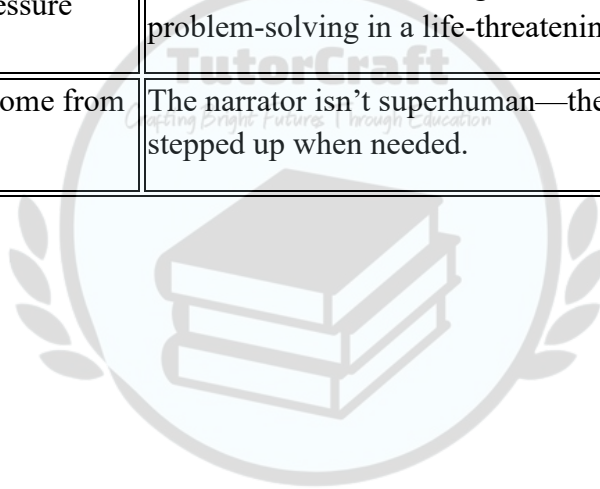 essure
problem-solving in a life-threatenin
TutorCraft
ome from
The narrator isn’t superhuman—the
Crafting Bright Futures Through Education
stepped up when needed.